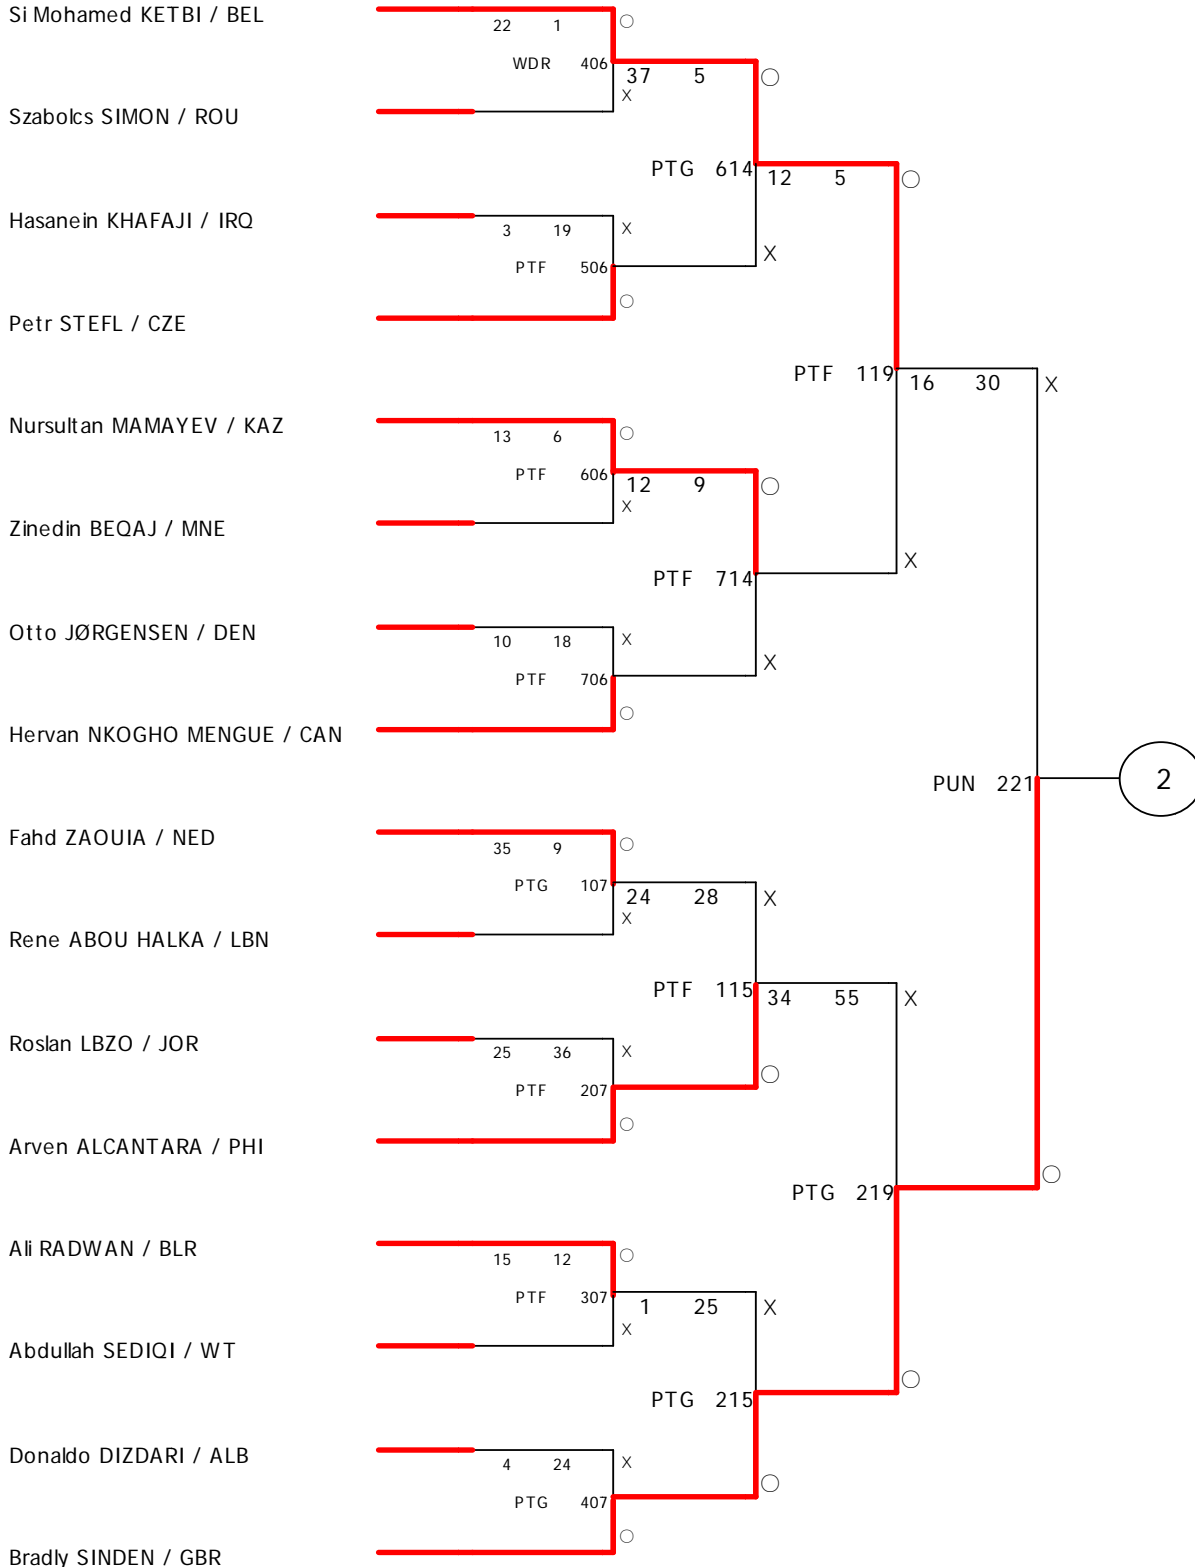 Si Mohamed KETBI / BEL
22 1
WDR 406
37 5
X
Szabolcs SIMON / ROU
PTG 614
12 5
Hasanein KHAFAJI / IRQ
3 19 X
PTF 506
X
Petr STEFL / CZE
PTF 119
16 30 X
Nursultan MAMAYEV / KAZ
13 6
PTF 606
12 9
X
Zinedin BEQAJ / MNE
X
PTF 714
Otto JØRGENSEN / DEN
10 18 X
PTF 706
X
Hervan NKOGHO MENGUE / CAN
PUN 221
2
Fahd ZAOUIA / NED
35 9
PTG 107
24 28 X
X
Rene ABOU HALKA / LBN
PTF 115
34 55 X
Roslan LBZO / JOR
25 36 X
PTF 207
Arven ALCANTARA / PHI
PTG 219
Ali RADWAN / BLR
15 12
PTF 307
1 25 X
X
Abdullah SEDIQI / WT
PTG 215
Donaldo DIZDARI / ALB
4 24 X
PTG 407
Bradly SINDEN / GBR